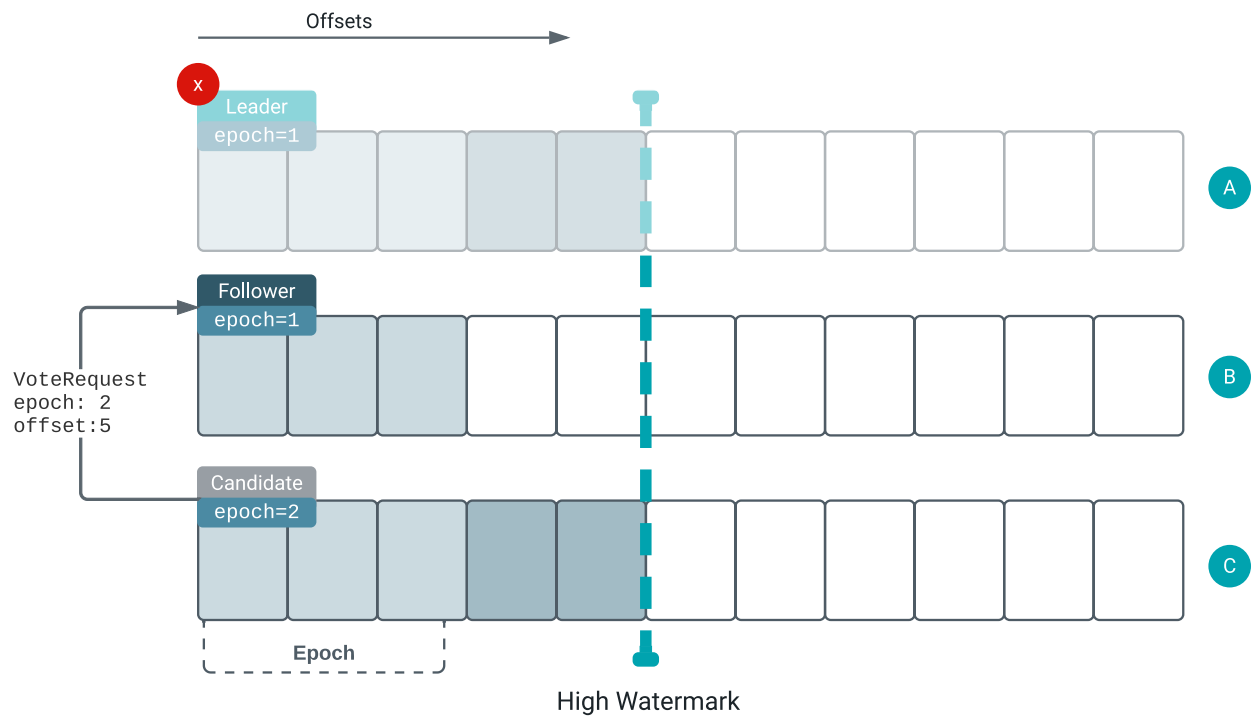 Offsets
x
Leader
epoch=1
A
Follower
epoch=1
B
VoteRequest
epoch: 2
offset:5
Candidate
epoch=2
C
Epoch
High Watermark